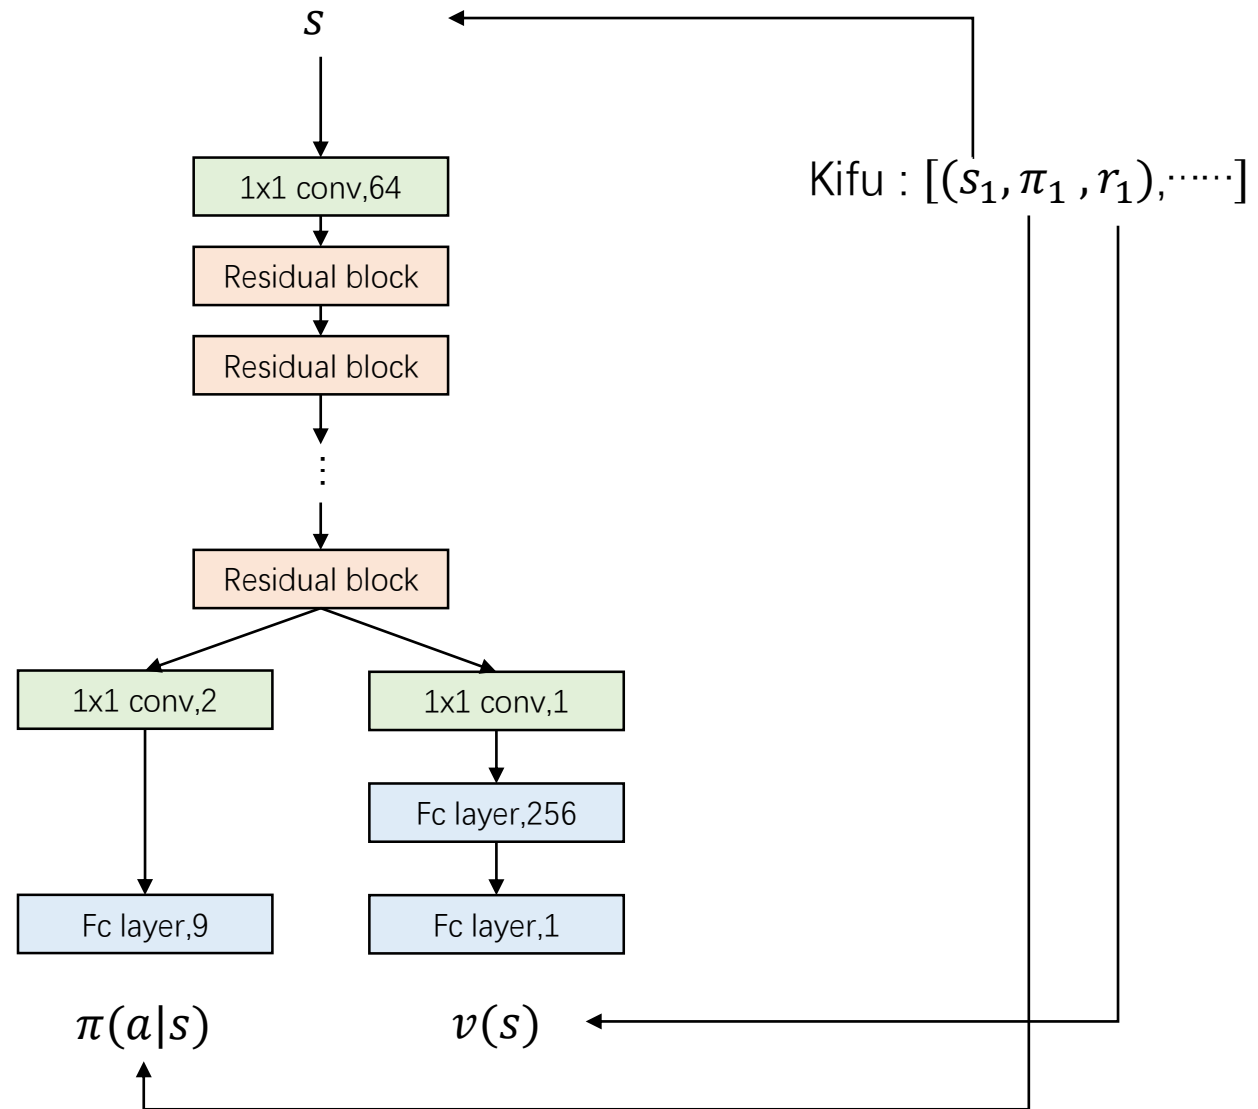 s
Kifu : [(s₁, π₁ , r₁),……]
1x1 conv,64
Residual block
Residual block
⋮
Residual block
1x1 conv,2
1x1 conv,1
Fc layer,256
Fc layer,9
Fc layer,1
π(a|s)
v(s)